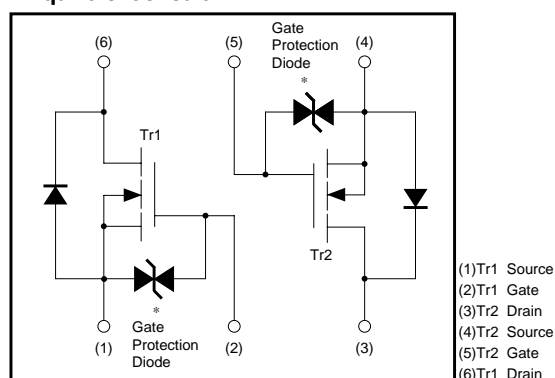 Gate
Protection
Diode
(6) (5) (4)
*
Tr1
Tr2
*
Gate
Protection
Diode
(1) (2) (3)
(1)Tr1 Source
(2)Tr1 Gate
(3)Tr2 Drain
(4)Tr2 Source
(5)Tr2 Gate
(6)Tr1 Drain